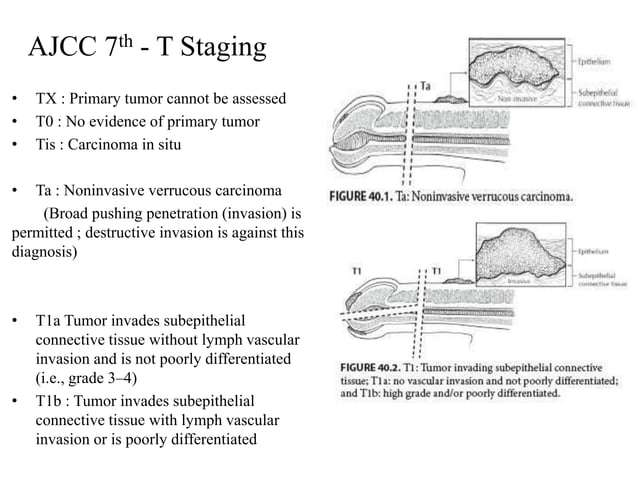 AJCC 7th - T Staging
• TX : Primary tumor cannot be assessed
• T0 : No evidence of primary tumor
• Tis : Carcinoma in situ
• Ta : Noninvasive verrucous carcinoma
(Broad pushing penetration (invasion) is
permitted ; destructive invasion is against this
diagnosis)
• T1a Tumor invades subepithelial
connective tissue without lymph vascular
invasion and is not poorly differentiated
(i.e., grade 3–4)
• T1b : Tumor invades subepithelial
connective tissue with lymph vascular
invasion or is poorly differentiated
Ta
Epithelium
Subepithelial
connective tissue
Non invasive
FIGURE 40.1. Ta: Noninvasive verrucous carcinoma.
T1
T1
Epithelium
Subepithelial
connective tissue
Invasive
FIGURE 40.2. T1: Tumor invading subepithelial connective
tissue; T1a: no vascular invasion and not poorly differentiated;
and T1b: high grade and/or poorly differentiated.